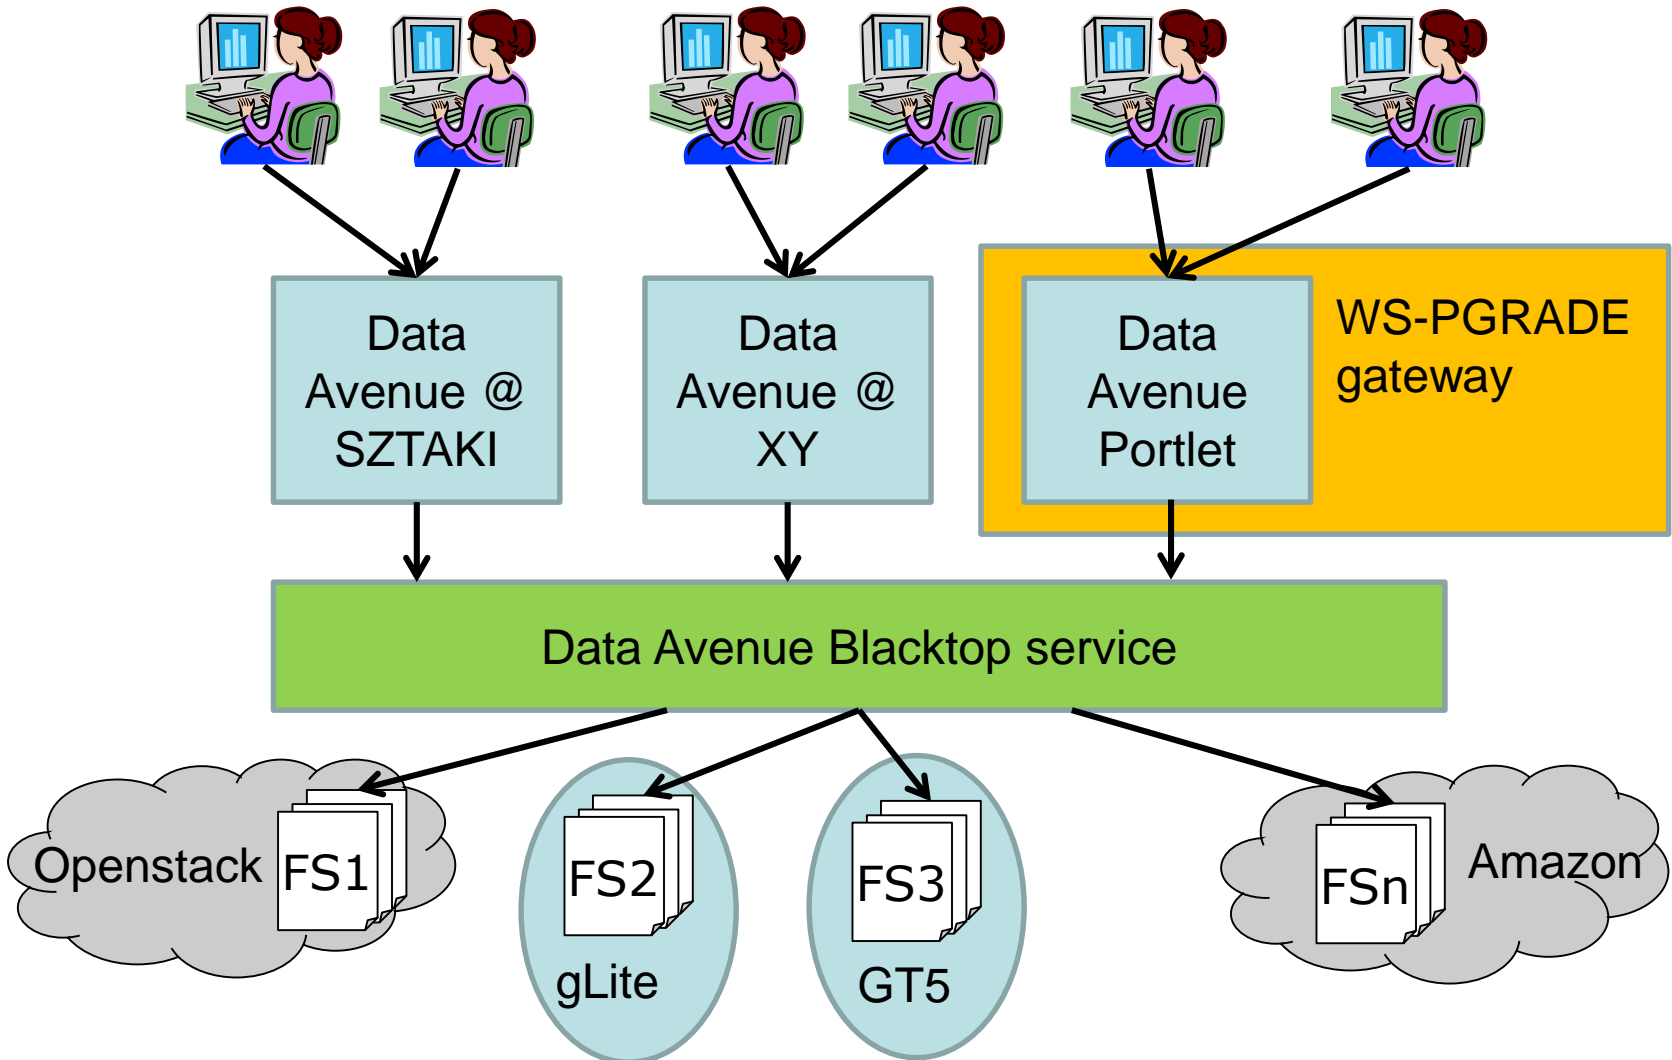 Data
Avenue @
SZTAKI
Data
Avenue @
XY
Data
Avenue
Portlet
WS-PGRADE
gateway
Data Avenue Blacktop service
Openstack
FS1
FS2
gLite
FS3
GT5
FSn
Amazon